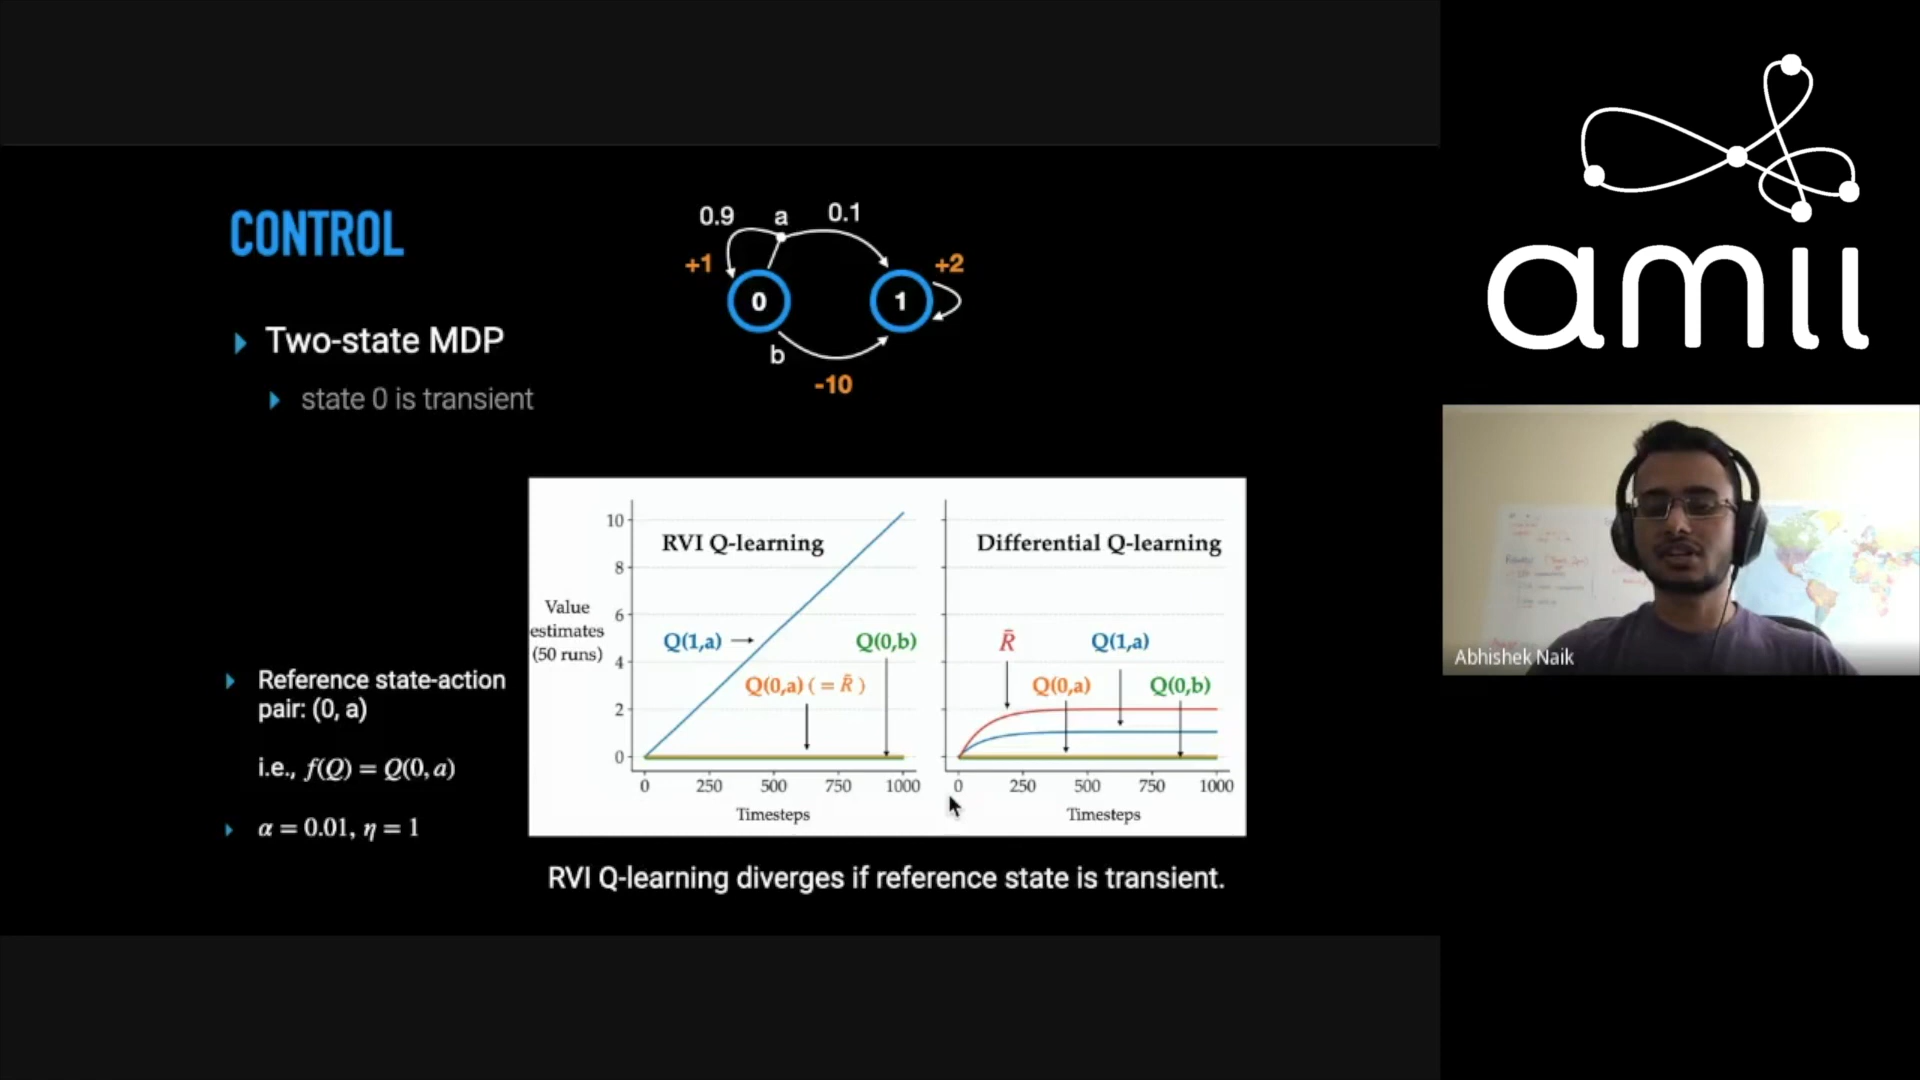 CONTROL
Two-state MDP
state 0 is transient
0.9 a 0.1
+1 +2
0 1
b
-10
Reference state-action
pair: (0, a)
i.e., f(Q) = Q(0, a)
α = 0.01, η = 1
RVI Q-learning
Value
estimates
(50 runs)
10
8
6
4
2
0
Q(1,a)
Q(0,b)
Q(0,a) ( = R̄ )
0 250 500 750 1000
Timesteps
Differential Q-learning
R̄
Q(1,a)
Q(0,a)
Q(0,b)
0 250 500 750 1000
Timesteps
RVI Q-learning diverges if reference state is transient.
amii
Abhishek Naik